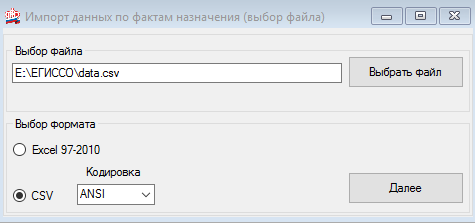 Импорт данных по фактам назначения (выбор файла)
Выбор файла
E:\ЕГИССО\data.csv
Выбрать файл
Выбор формата
Excel 97-2010
Кодировка
CSV
ANSI
Далее